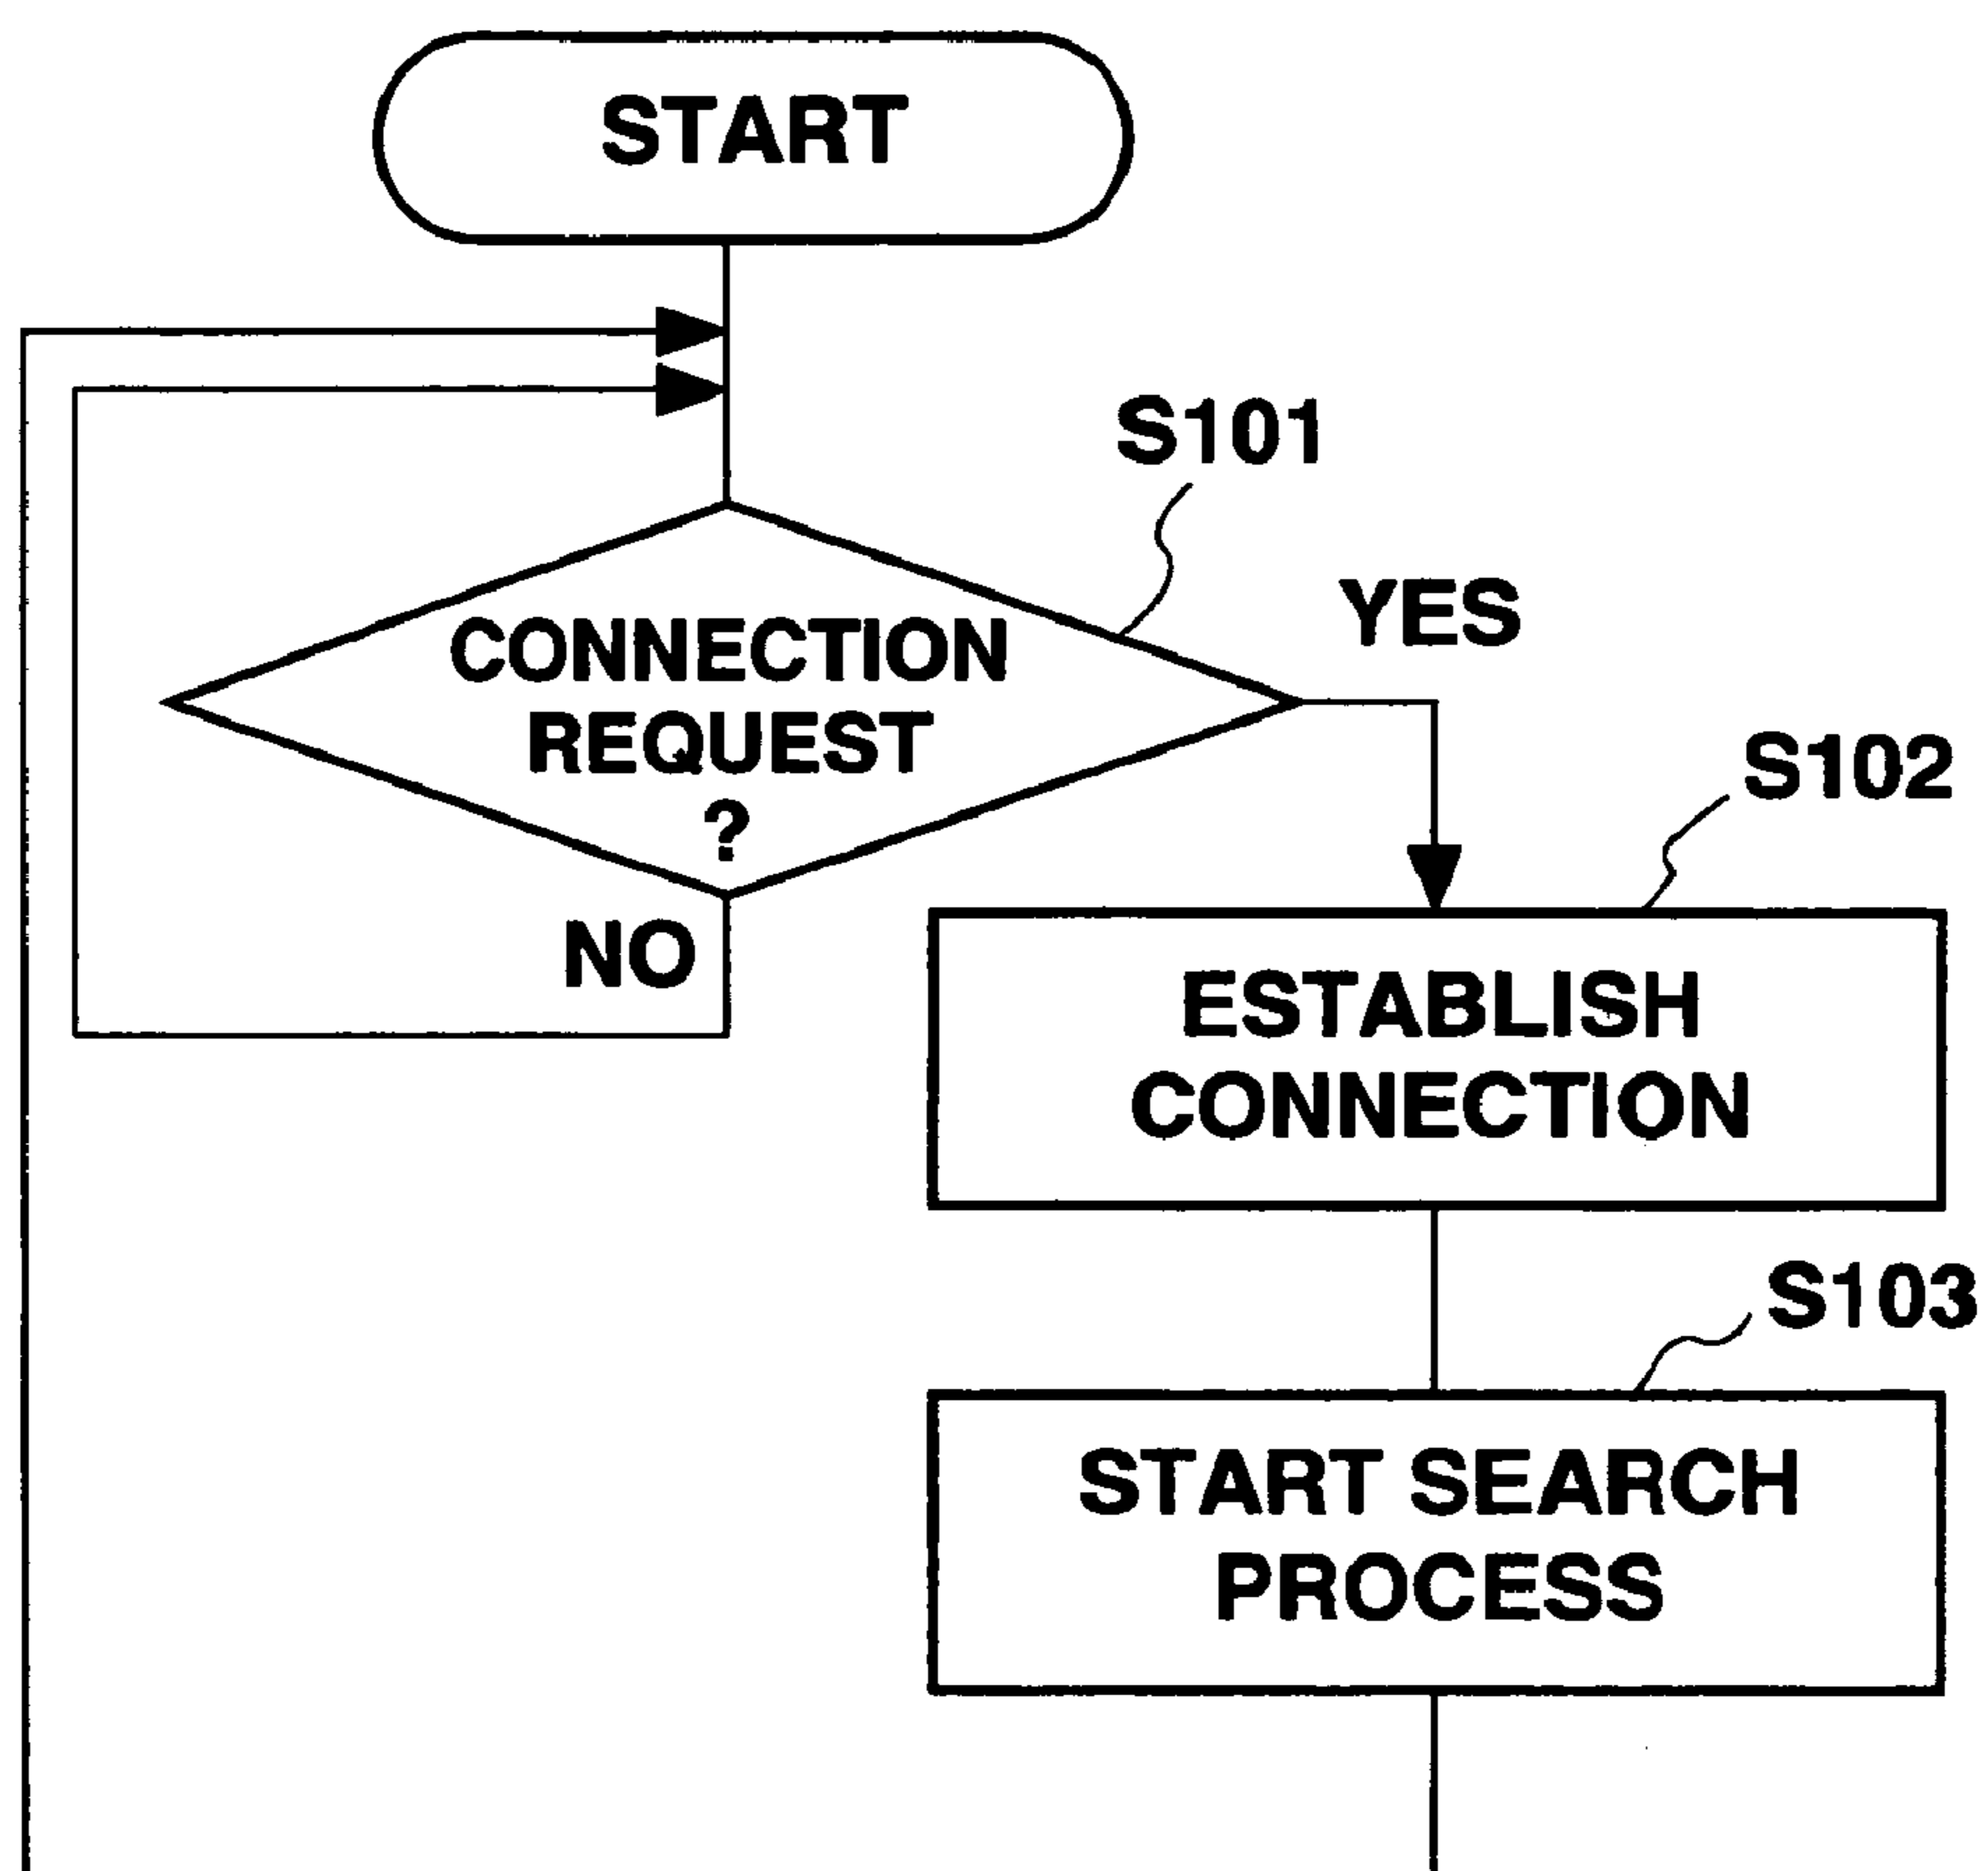 START
S101
CONNECTION
REQUEST
?
YES
NO
S102
ESTABLISH
CONNECTION
S103
START SEARCH
PROCESS